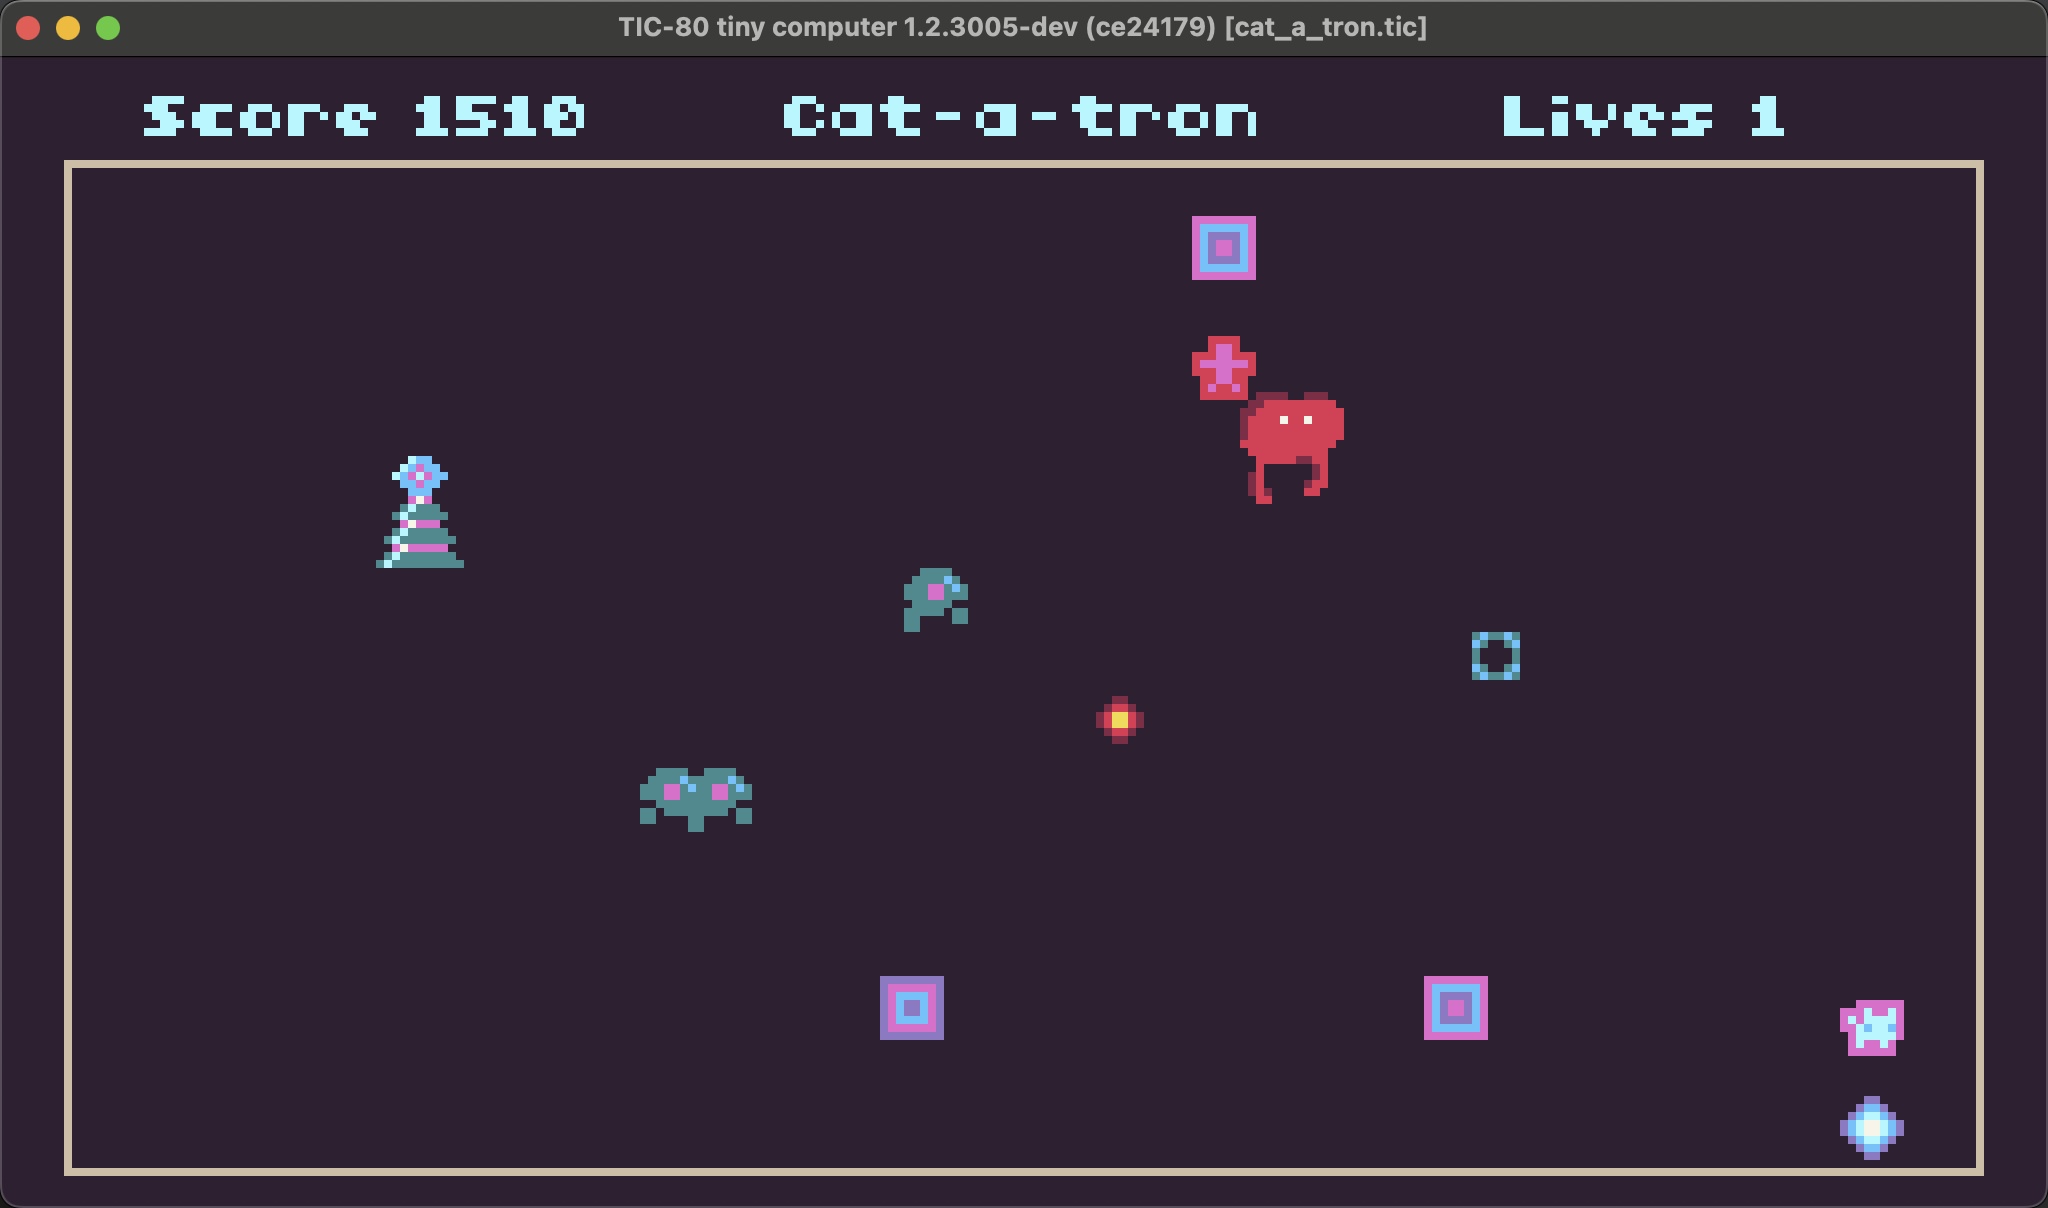 TIC-80 tiny computer 1.2.3005-dev (ce24179) [cat_a_tron.tic]
Score 1510 Cat-a-tron Lives 1